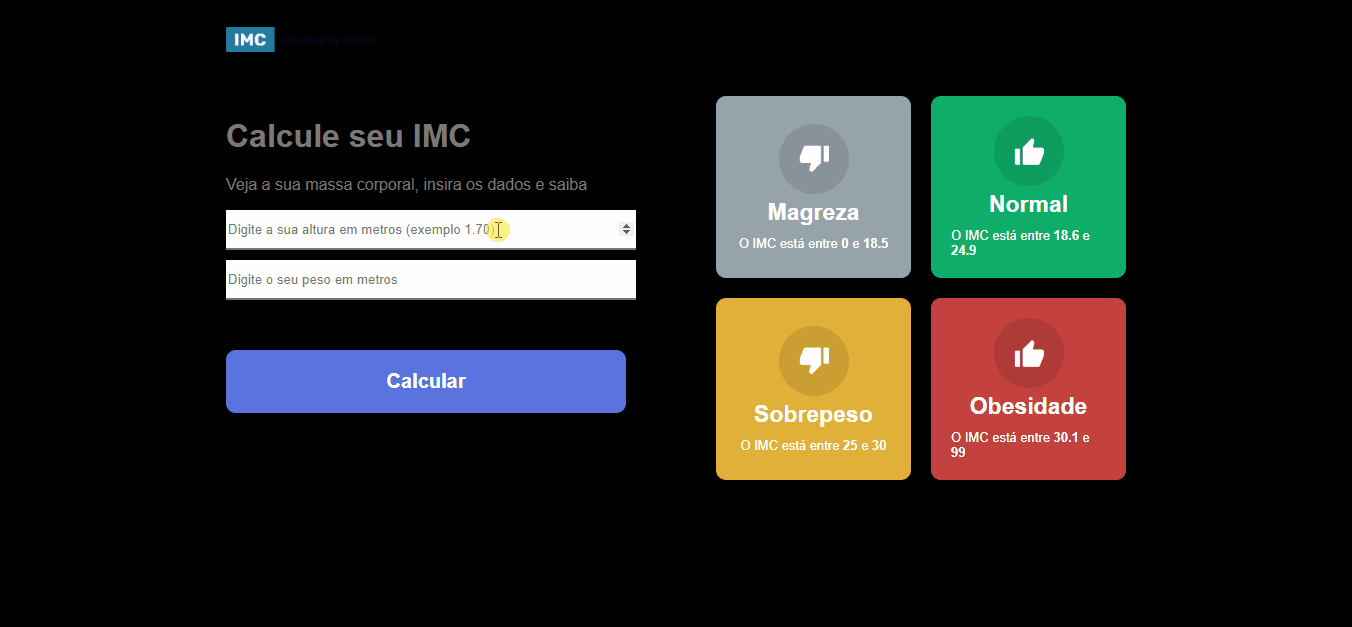 IMC powered by B7Web
Calcule seu IMC
Veja a sua massa corporal, insira os dados e saiba
Digite a sua altura em metros (exemplo 1.70)
Digite o seu peso em metros
Calcular
Magreza
O IMC está entre 0 e 18.5
Normal
O IMC está entre 18.6 e
24.9
Sobrepeso
O IMC está entre 25 e 30
Obesidade
O IMC está entre 30.1 e
99